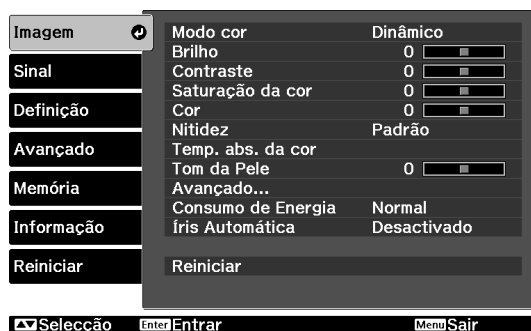 Imagem
Sinal
Definição
Avançado
Memória
Informação
Reiniciar
Modo cor Dinâmico
Brilho 0
Contraste 0
Saturação da cor 0
Cor 0
Nitidez Padrão
Temp. abs. da cor
Tom da Pele 0
Avançado...
Consumo de Energia Normal
Íris Automática Desactivado
Reiniciar
Selecção Enter Entrar Menu Sair